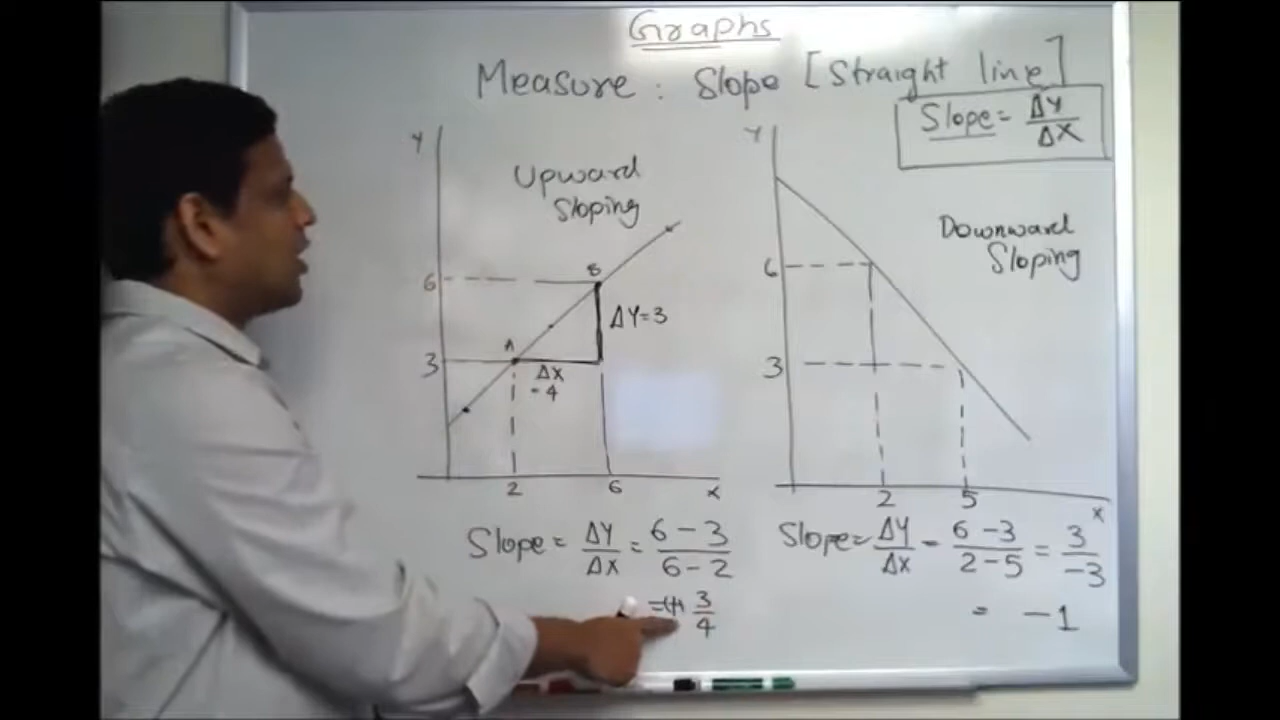 Graphs
Measure: Slope [Straight line]
Slope = ΔY/ΔX
Y
Upward
Sloping
6
B
ΔY=3
A
3
ΔX
= 4
2
6
X
Slope = ΔY/ΔX = 6-3/6-2
=(+) 3/4
Y
Downward
Sloping
6
3
2
5
X
Slope = ΔY/ΔX = 6-3/2-5 = 3/-3
= -1